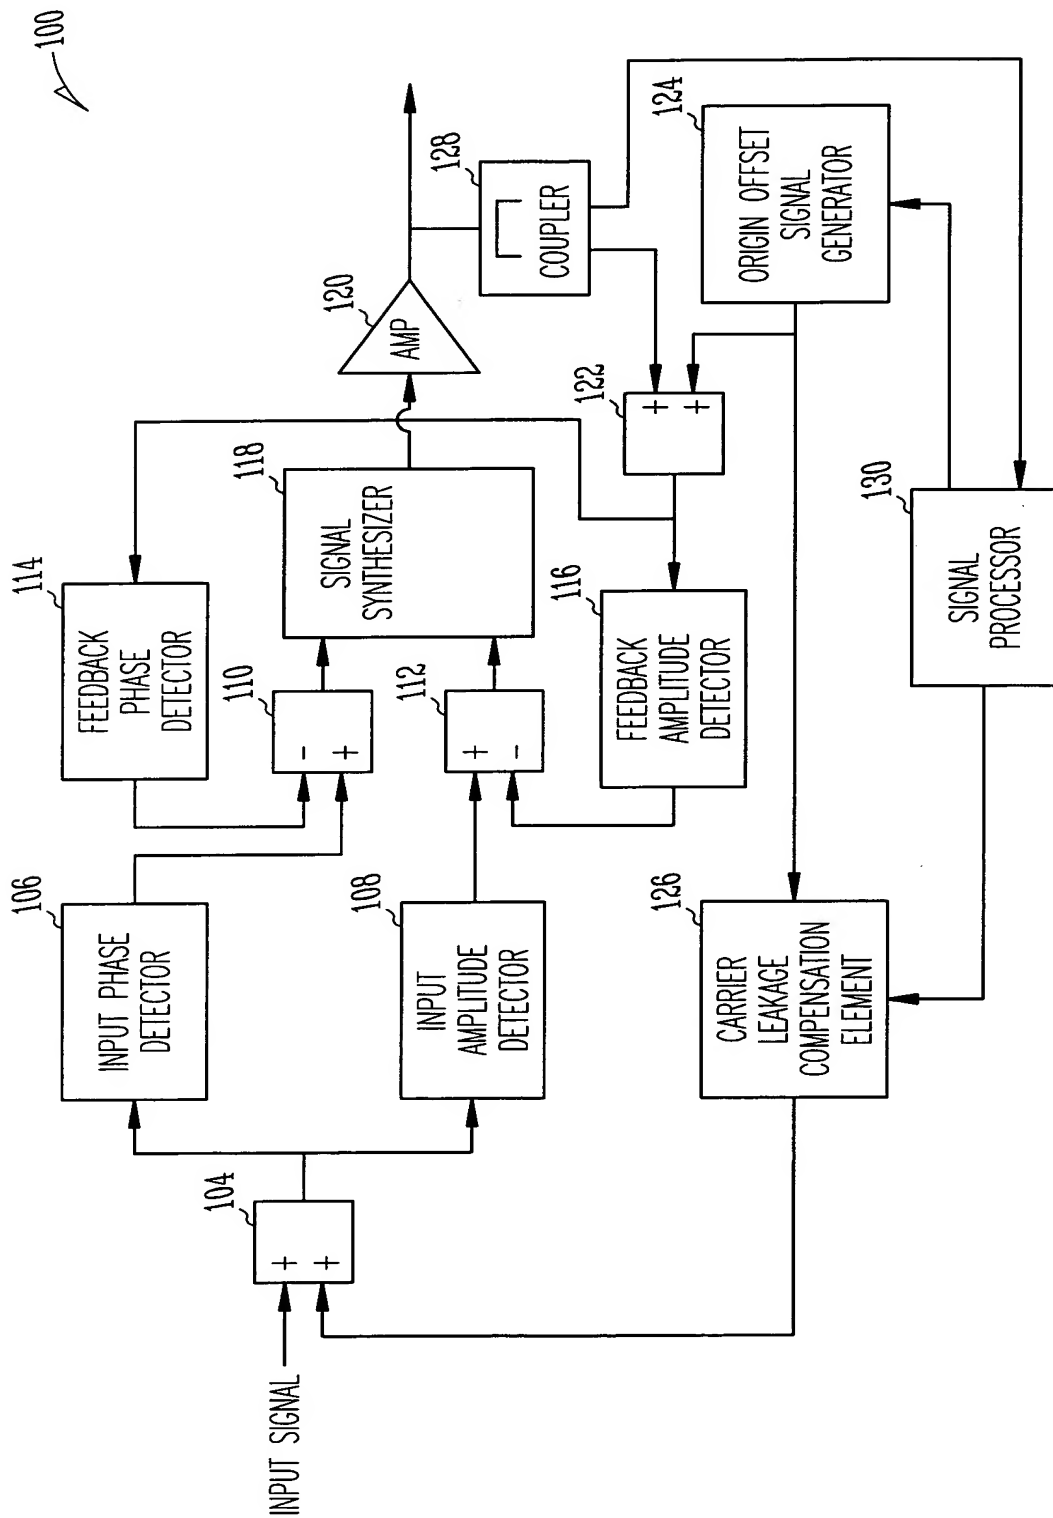 100
INPUT SIGNAL
104
+
+
106
INPUT PHASE
DETECTOR
108
INPUT
AMPLITUDE
DETECTOR
114
FEEDBACK
PHASE
DETECTOR
110
-
+
112
+
-
118
SIGNAL
SYNTHESIZER
116
FEEDBACK
AMPLITUDE
DETECTOR
120
AMP
128
COUPLER
122
+
+
124
ORIGIN OFFSET
SIGNAL
GENERATOR
126
CARRIER
LEAKAGE
COMPENSATION
ELEMENT
130
SIGNAL
PROCESSOR